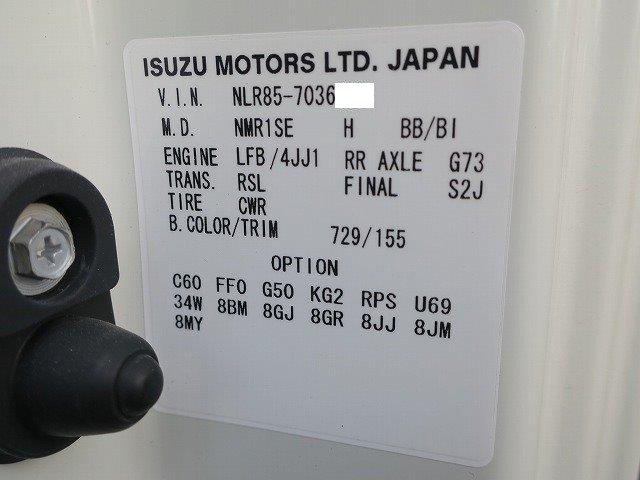 ISUZU MOTORS LTD. JAPAN
V.I.N. NLR85-7036
M.D. NMR1SE H BB/BI
ENGINE LFB/4JJ1 RR AXLE G73
TRANS. RSL FINAL S2J
TIRE CWR
B.COLOR/TRIM 729/155
OPTION
C60 FF0 G50 KG2 RPS U69
34W 8BM 8GJ 8GR 8JJ 8JM
8MY